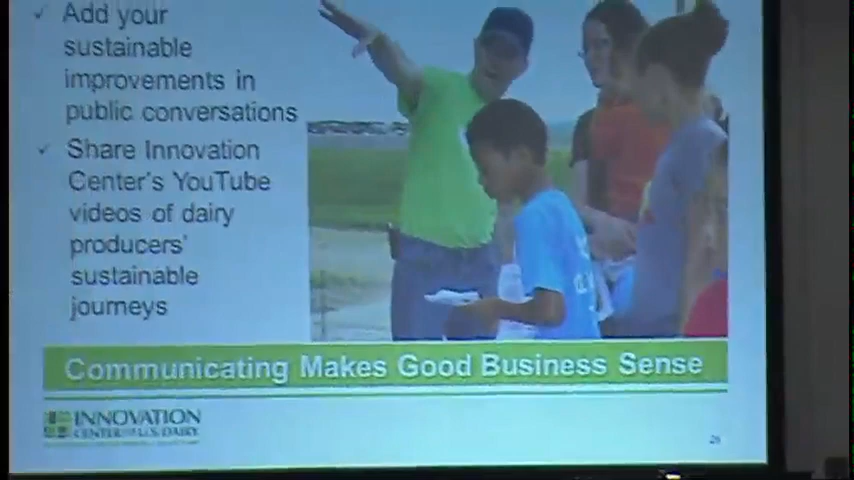 ✓ Add your
sustainable
improvements in
public conversations
✓ Share Innovation
Center's YouTube
videos of dairy
producers'
sustainable
journeys
Communicating Makes Good Business Sense
INNOVATION
CENTER FOR U.S. DAIRY